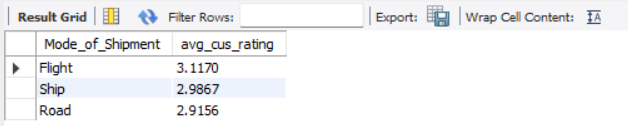 Result Grid Filter Rows: Export: Wrap Cell Content: IA
Mode_of_Shipment avg_cus_rating
Flight 3.1170
Ship 2.9867
Road 2.9156